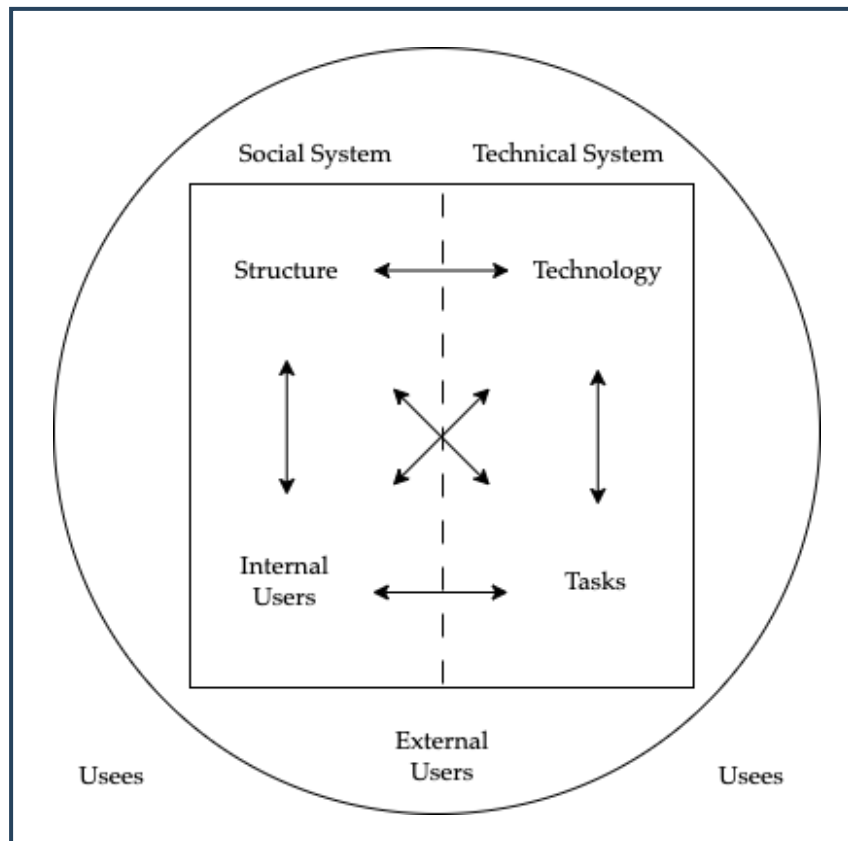 Social System
Technical System
Structure
Technology
Internal
Users
Tasks
External
Users
Usees
Usees